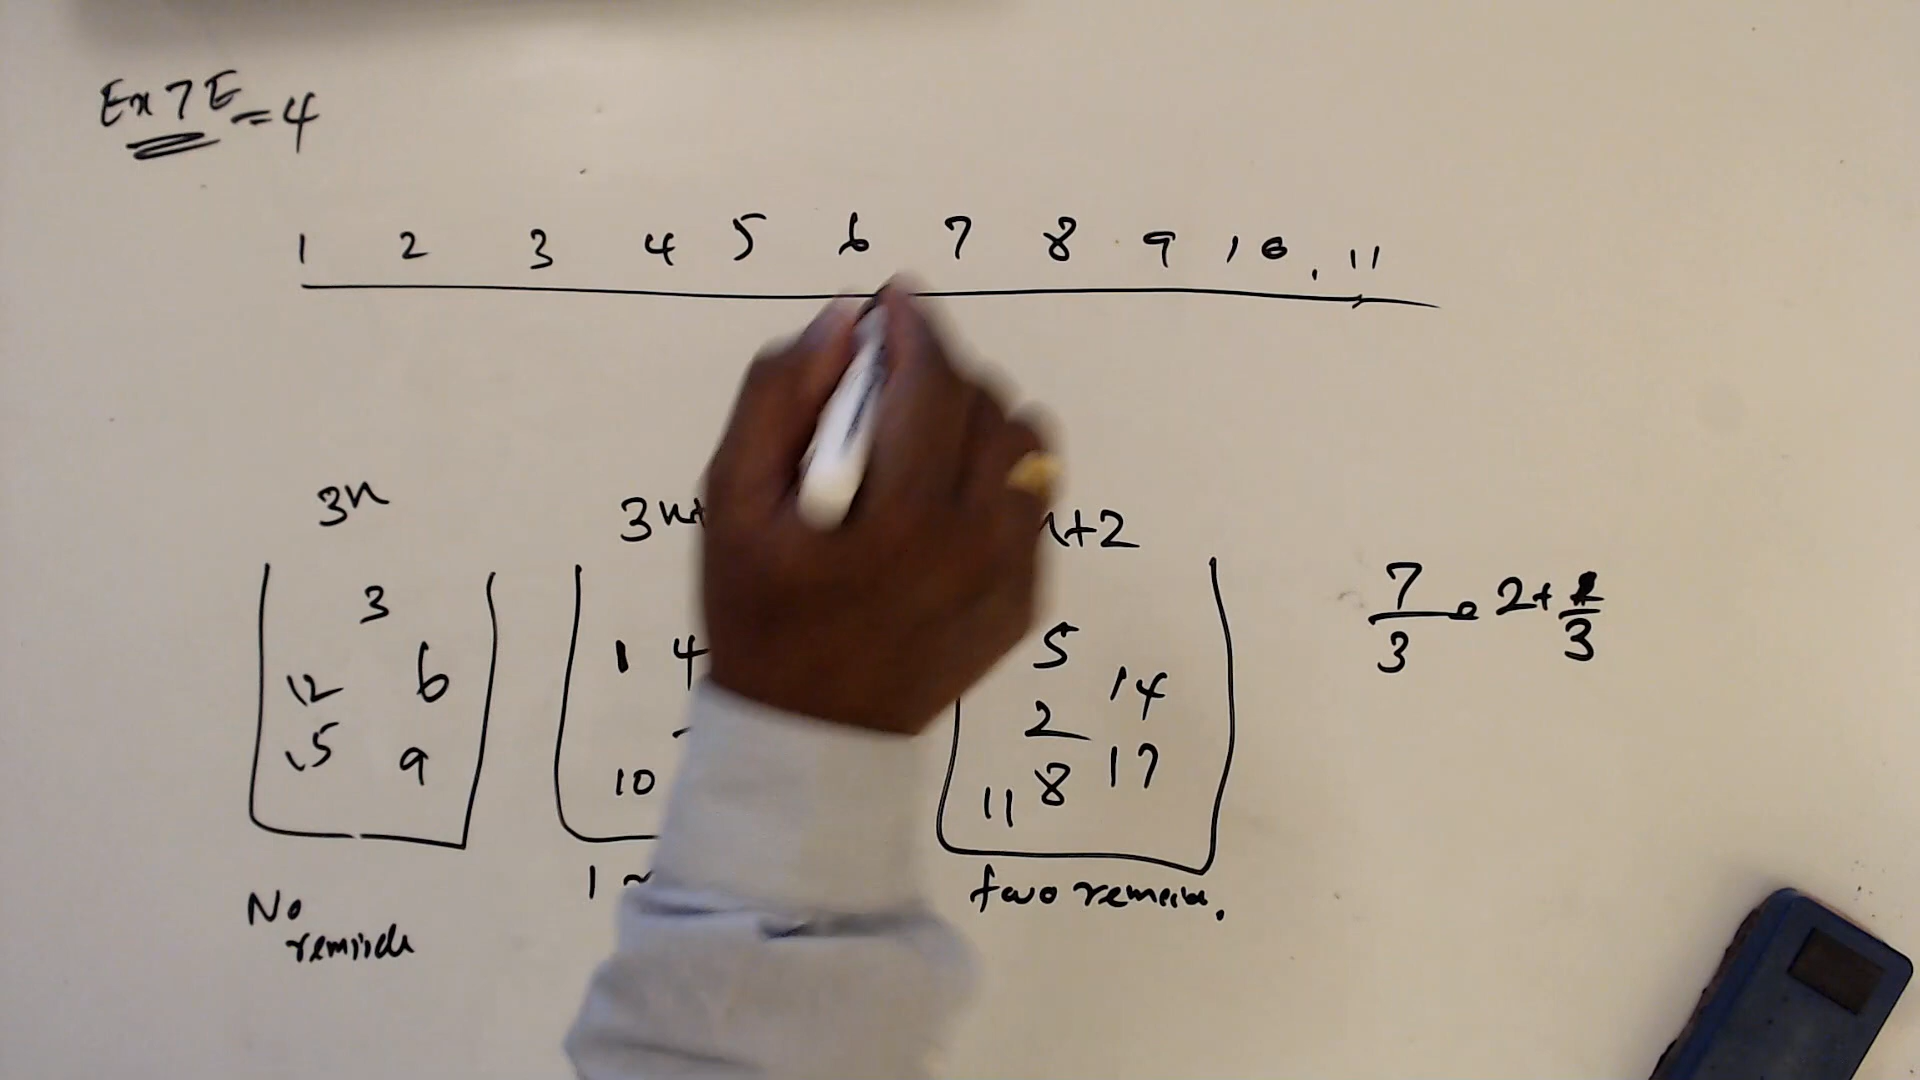 Ex 7E = 4
1 2 3 4 5 6 7 8 9 10. 11
3n
3n+
n+2
3
12 6
15 9
1 4
10
5
2 14
8 17
11
7/3 = 2 +
3
No
1
two